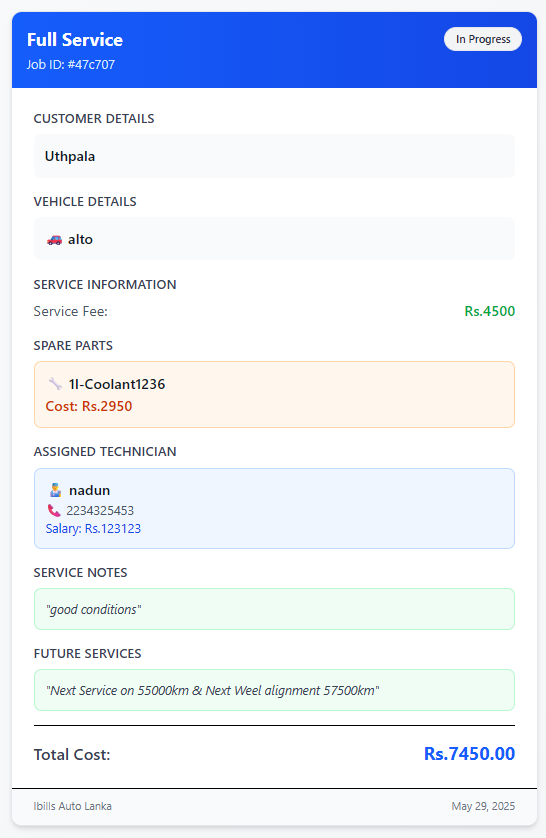 Full Service
In Progress
Job ID: #47c707
CUSTOMER DETAILS
Uthpala
VEHICLE DETAILS
alto
SERVICE INFORMATION
Service Fee:
Rs.4500
SPARE PARTS
1l-Coolant1236
Cost: Rs.2950
ASSIGNED TECHNICIAN
nadun
2234325453
Salary: Rs.123123
SERVICE NOTES
"good conditions"
FUTURE SERVICES
"Next Service on 55000km & Next Weel alignment 57500km"
Total Cost:
Rs.7450.00
Ibills Auto Lanka
May 29, 2025